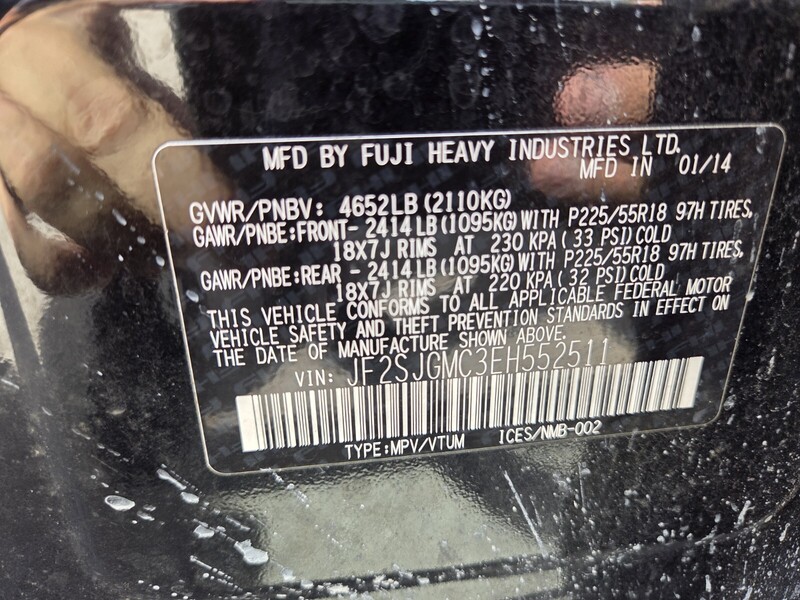 MFD BY FUJI HEAVY INDUSTRIES LTD.
MFD IN 01/14
GVWR/PNBV: 4652LB (2110KG)
GAWR/PNBE:FRONT- 2414 LB (1095KG) WITH P225/55R18 97H TIRES,
18X7J RIMS AT 230 KPA ( 33 PSI) COLD
GAWR/PNBE:REAR - 2414 LB (1095KG) WITH P225/55R18 97H TIRES,
18X7J RIMS AT 220 KPA ( 32 PSI) COLD
THIS VEHICLE CONFORMS TO ALL APPLICABLE FEDERAL MOTOR
VEHICLE SAFETY AND THEFT PREVENTION STANDARDS IN EFFECT ON
THE DATE OF MANUFACTURE SHOWN ABOVE.
VIN: JF2SJGMC3EH552511
TYPE:MPV/VTUM ICES/NMB-002